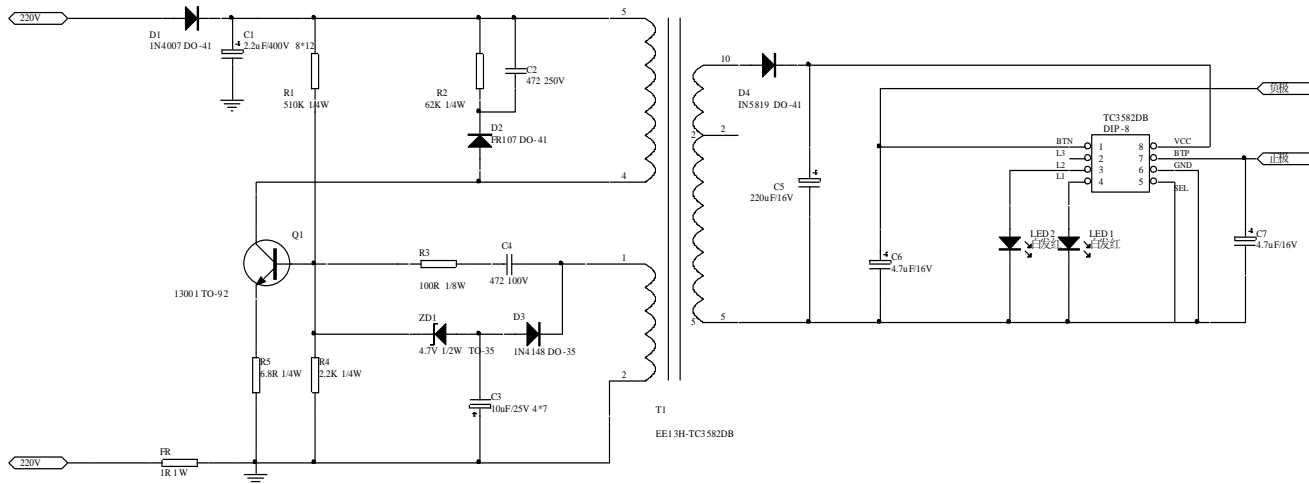 220V
D1
1N4007 DO-41
C1
2.2uF/400V 8*12
R1
510K 1/4W
R2
62K 1/4W
C2
472 250V
D2
FR107 DO-41
5
4
Q1
13001 TO-92
R3
100R 1/8W
C4
472 100V
1
ZD1
4.7V 1/2W TO-35
D3
1N4148 DO-35
R5
6.8R 1/4W
R4
2.2K 1/4W
C3
10uF/25V 4*7
2
T1
EE13H-TC3582DB
220V
FR
1R 1W
10
D4
IN5819 DO-41
2
2
5
5
C5
220uF/16V
C6
4.7uF/16V
负极
TC3582DB
DIP-8
BTN
1
8
VCC
L3
2
7
BTP
正极
L2
3
6
GND
L1
4
5
SEL
LED2
白发红
LED1
白发红
C7
4.7uF/16V